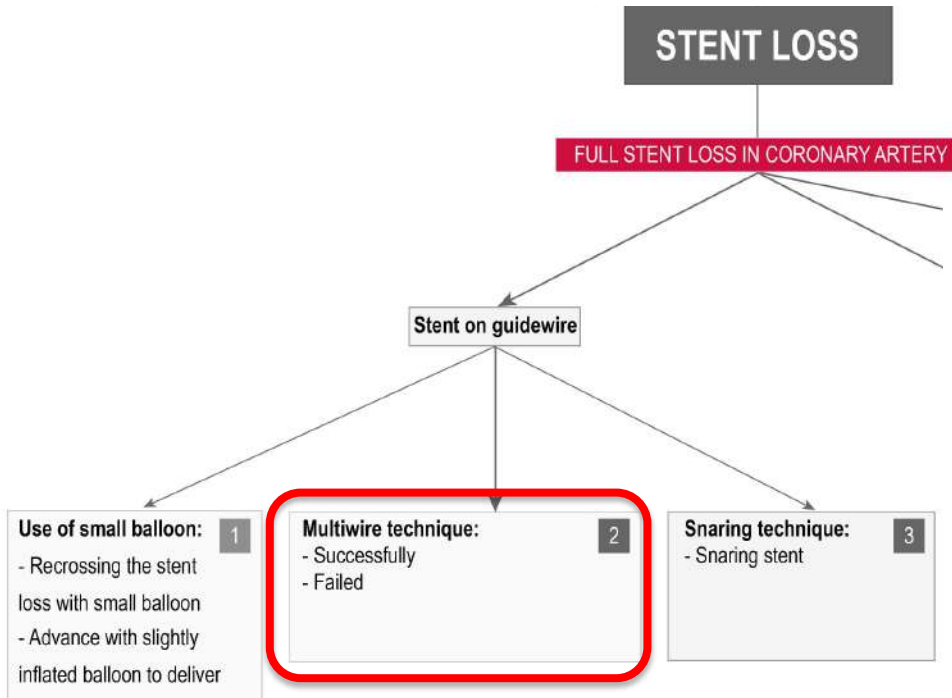 STENT LOSS
FULL STENT LOSS IN CORONARY ARTERY
Stent on guidewire
Use of small balloon: 1
- Recrossing the stent
loss with small balloon
- Advance with slightly
inflated balloon to deliver
Multiwire technique: 2
- Successfully
- Failed
Snaring technique: 3
- Snaring stent